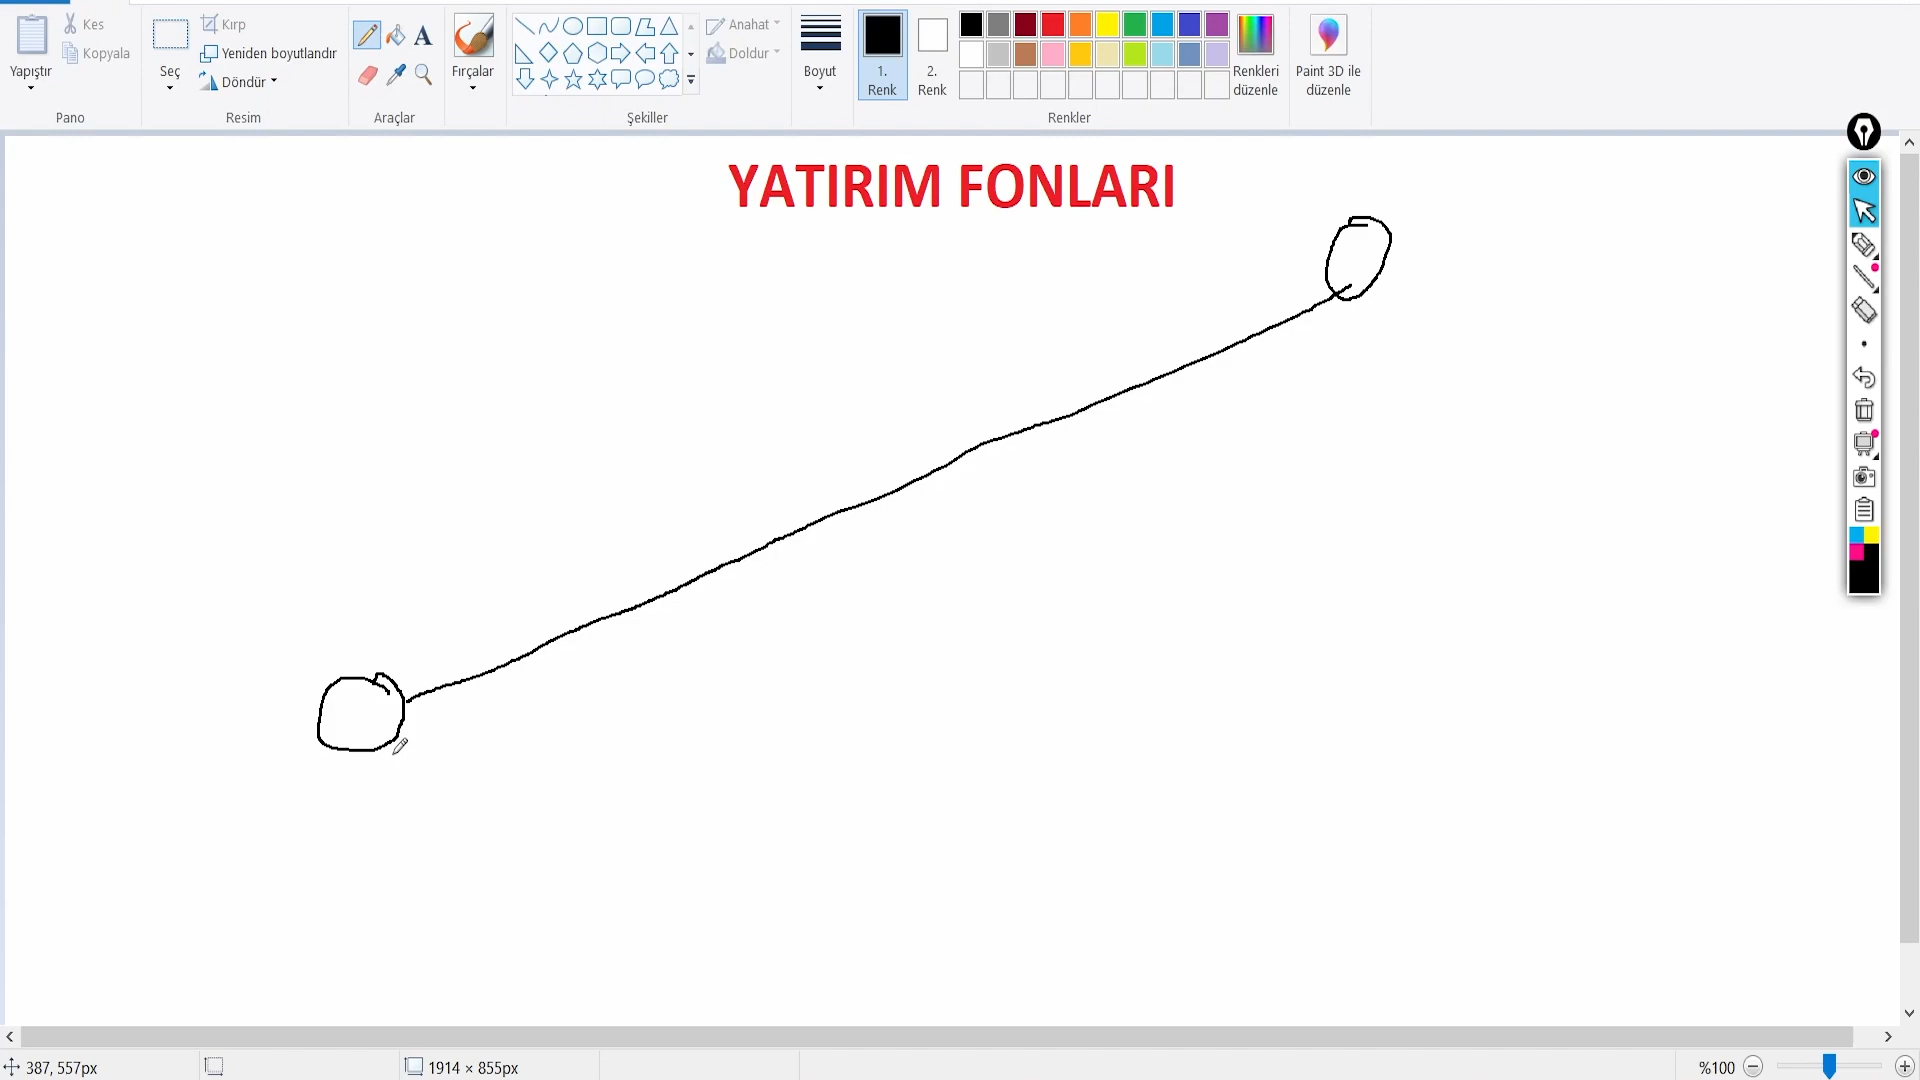 Yapıştır
Kes
Kopyala
Pano
Seç
Kırp
Yeniden boyutlandır
Döndür
Resim
A
Araçlar
Fırçalar
Şekiller
Anahat
Doldur
Boyut
1.
Renk
2.
Renk
Renkler
Renkleri
düzenle
Paint 3D ile
düzenle
YATIRIM FONLARI
387, 557px
1914 × 855px
%100